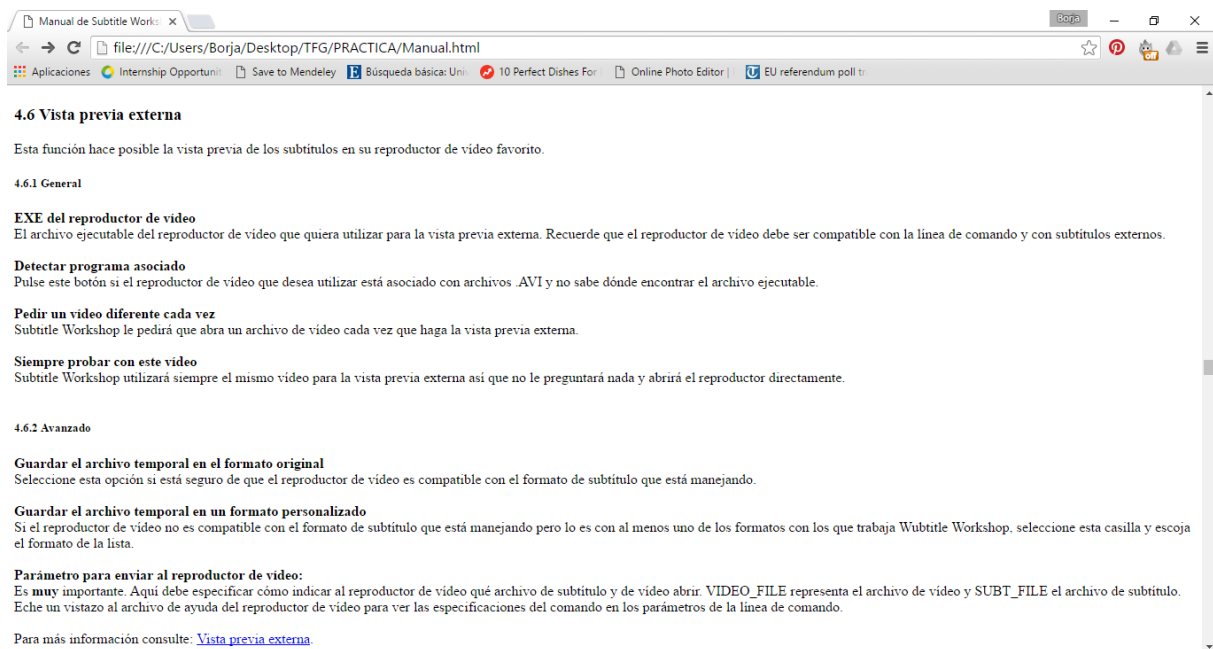 Manual de Subtitle Works
Borja
file:///C:/Users/Borja/Desktop/TFG/PRACTICA/Manual.html
Aplicaciones Internship Opportunit Save to Mendeley Búsqueda básica: Uni 10 Perfect Dishes For Online Photo Editor | EU referendum poll tr
4.6 Vista previa externa
Esta función hace posible la vista previa de los subtítulos en su reproductor de vídeo favorito.
4.6.1 General
EXE del reproductor de vídeo
El archivo ejecutable del reproductor de vídeo que quiera utilizar para la vista previa externa. Recuerde que el reproductor de vídeo debe ser compatible con la línea de comando y con subtítulos externos.
Detectar programa asociado
Pulse este botón si el reproductor de vídeo que desea utilizar está asociado con archivos .AVI y no sabe dónde encontrar el archivo ejecutable.
Pedir un vídeo diferente cada vez
Subtitle Workshop le pedirá que abra un archivo de vídeo cada vez que haga la vista previa externa.
Siempre probar con este vídeo
Subtitle Workshop utilizará siempre el mismo vídeo para la vista previa externa así que no le preguntará nada y abrirá el reproductor directamente.
4.6.2 Avanzado
Guardar el archivo temporal en el formato original
Seleccione esta opción si está seguro de que el reproductor de vídeo es compatible con el formato de subtítulo que está manejando.
Guardar el archivo temporal en un formato personalizado
Si el reproductor de vídeo no es compatible con el formato de subtítulo que está manejando pero lo es con al menos uno de los formatos con los que trabaja Wubtitle Workshop, seleccione esta casilla y escoja
el formato de la lista.
Parámetro para enviar al reproductor de vídeo:
Es muy importante. Aquí debe especificar cómo indicar al reproductor de vídeo qué archivo de subtítulo y de vídeo abrir. VIDEO_FILE representa el archivo de vídeo y SUBT_FILE el archivo de subtítulo.
Eche un vistazo al archivo de ayuda del reproductor de vídeo para ver las especificaciones del comando en los parámetros de la línea de comando.
Para más información consulte: Vista previa externa.